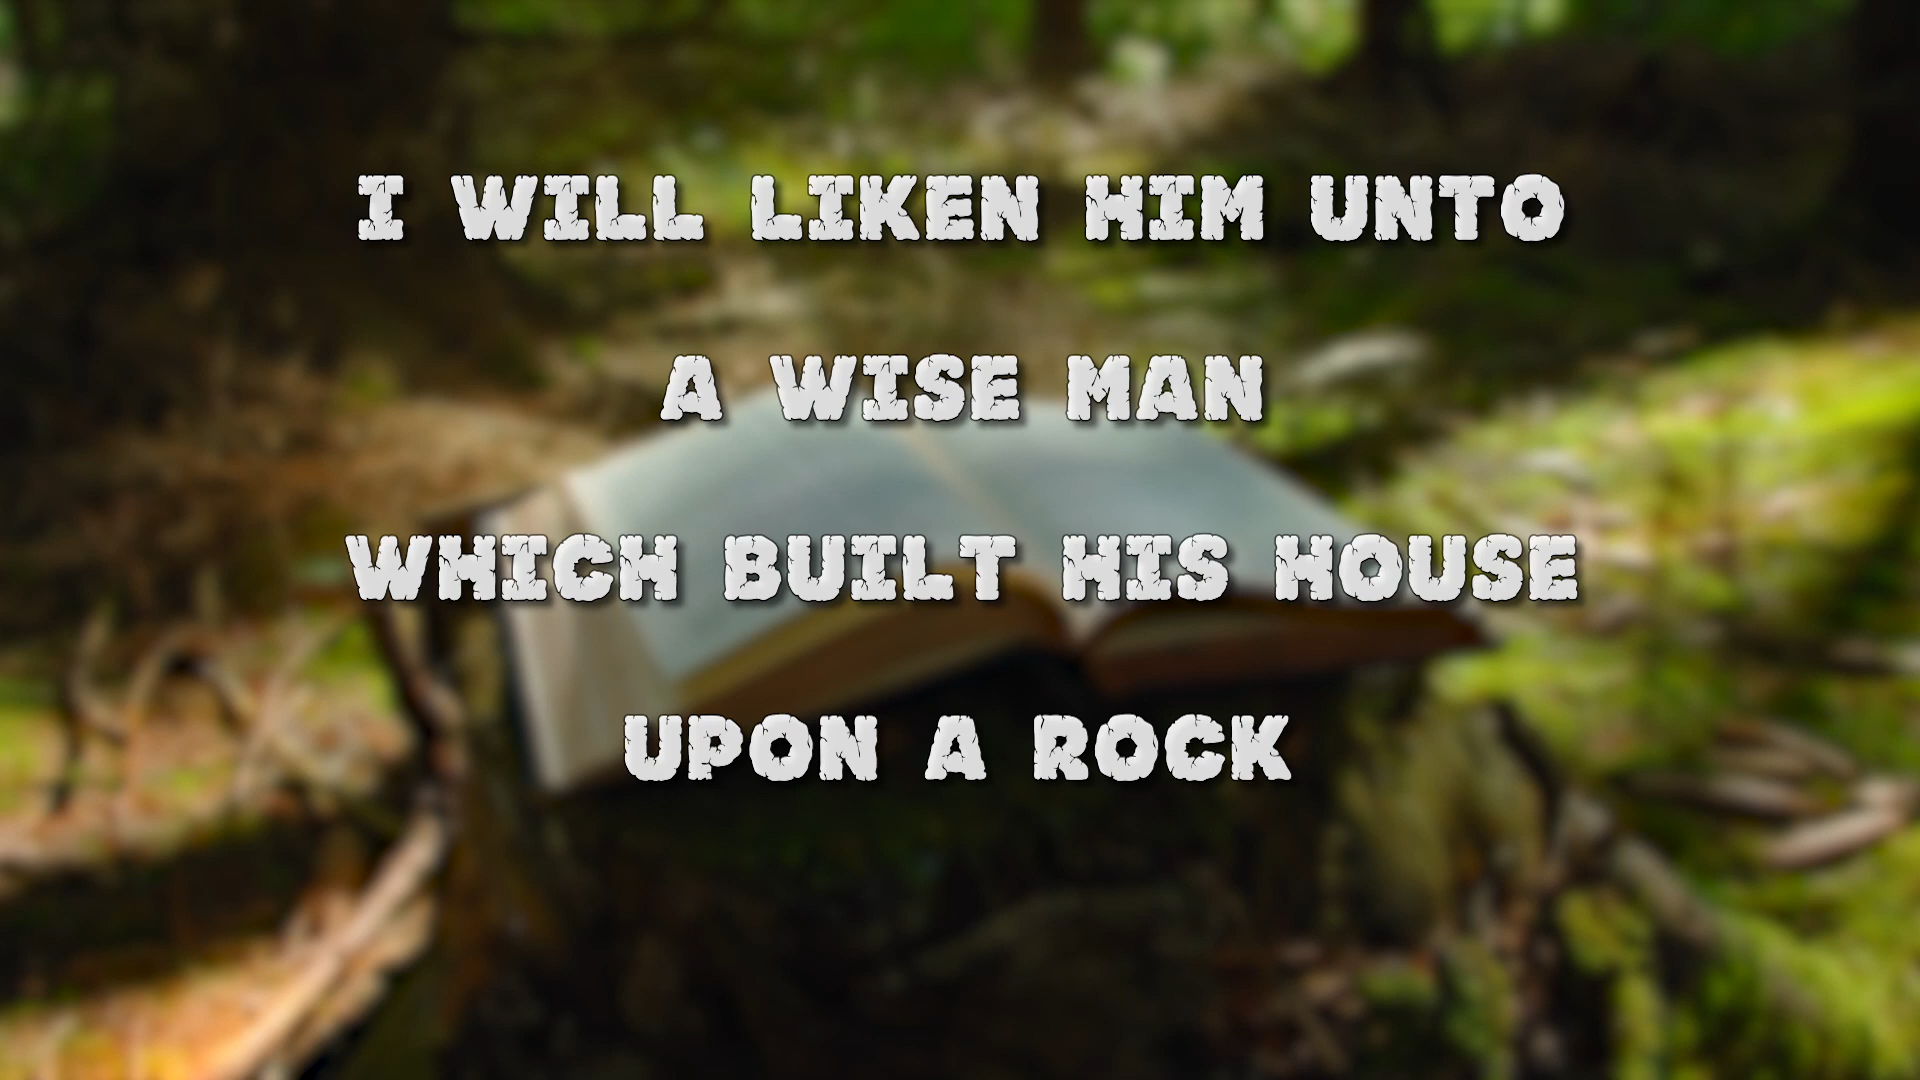 I WILL LIKEN HIM UNTO
A WISE MAN
WHICH BUILT HIS HOUSE
UPON A ROCK